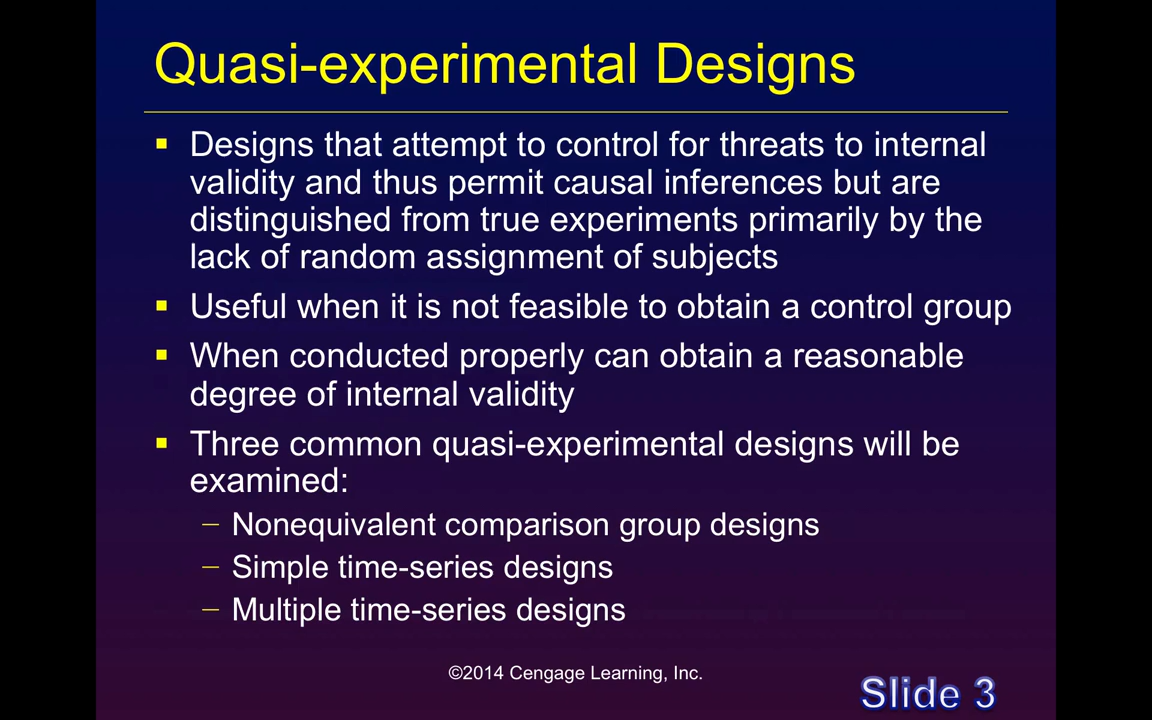 Quasi-experimental Designs
▪ Designs that attempt to control for threats to internal
validity and thus permit causal inferences but are
distinguished from true experiments primarily by the
lack of random assignment of subjects
▪ Useful when it is not feasible to obtain a control group
▪ When conducted properly can obtain a reasonable
degree of internal validity
▪ Three common quasi-experimental designs will be
examined:
– Nonequivalent comparison group designs
– Simple time-series designs
– Multiple time-series designs
©2014 Cengage Learning, Inc.
Slide 3